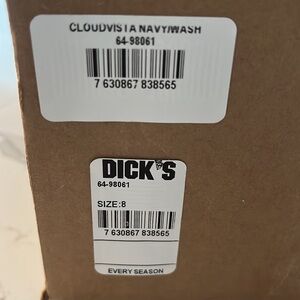 CLOUDVISTA NAVY/WASH
64-98061
7 630867 838565
DICK'S
64-98061
SIZE:8
7 630867 838565
EVERY SEASON